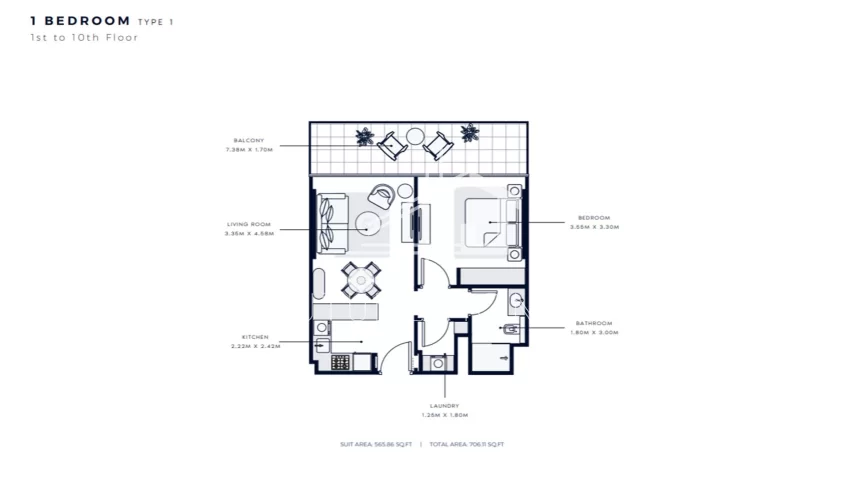 1 BEDROOM TYPE 1
1st to 10th Floor
BALCONY
7.38M X 1.70M
LIVING ROOM
3.35M X 4.58M
BEDROOM
3.55M X 3.30M
KITCHEN
2.22M X 2.42M
BATHROOM
1.80M X 3.00M
LAUNDRY
1.26M X 1.80M
SUIT AREA: 565.86 SQ.FT | TOTAL AREA: 706.11 SQ.FT